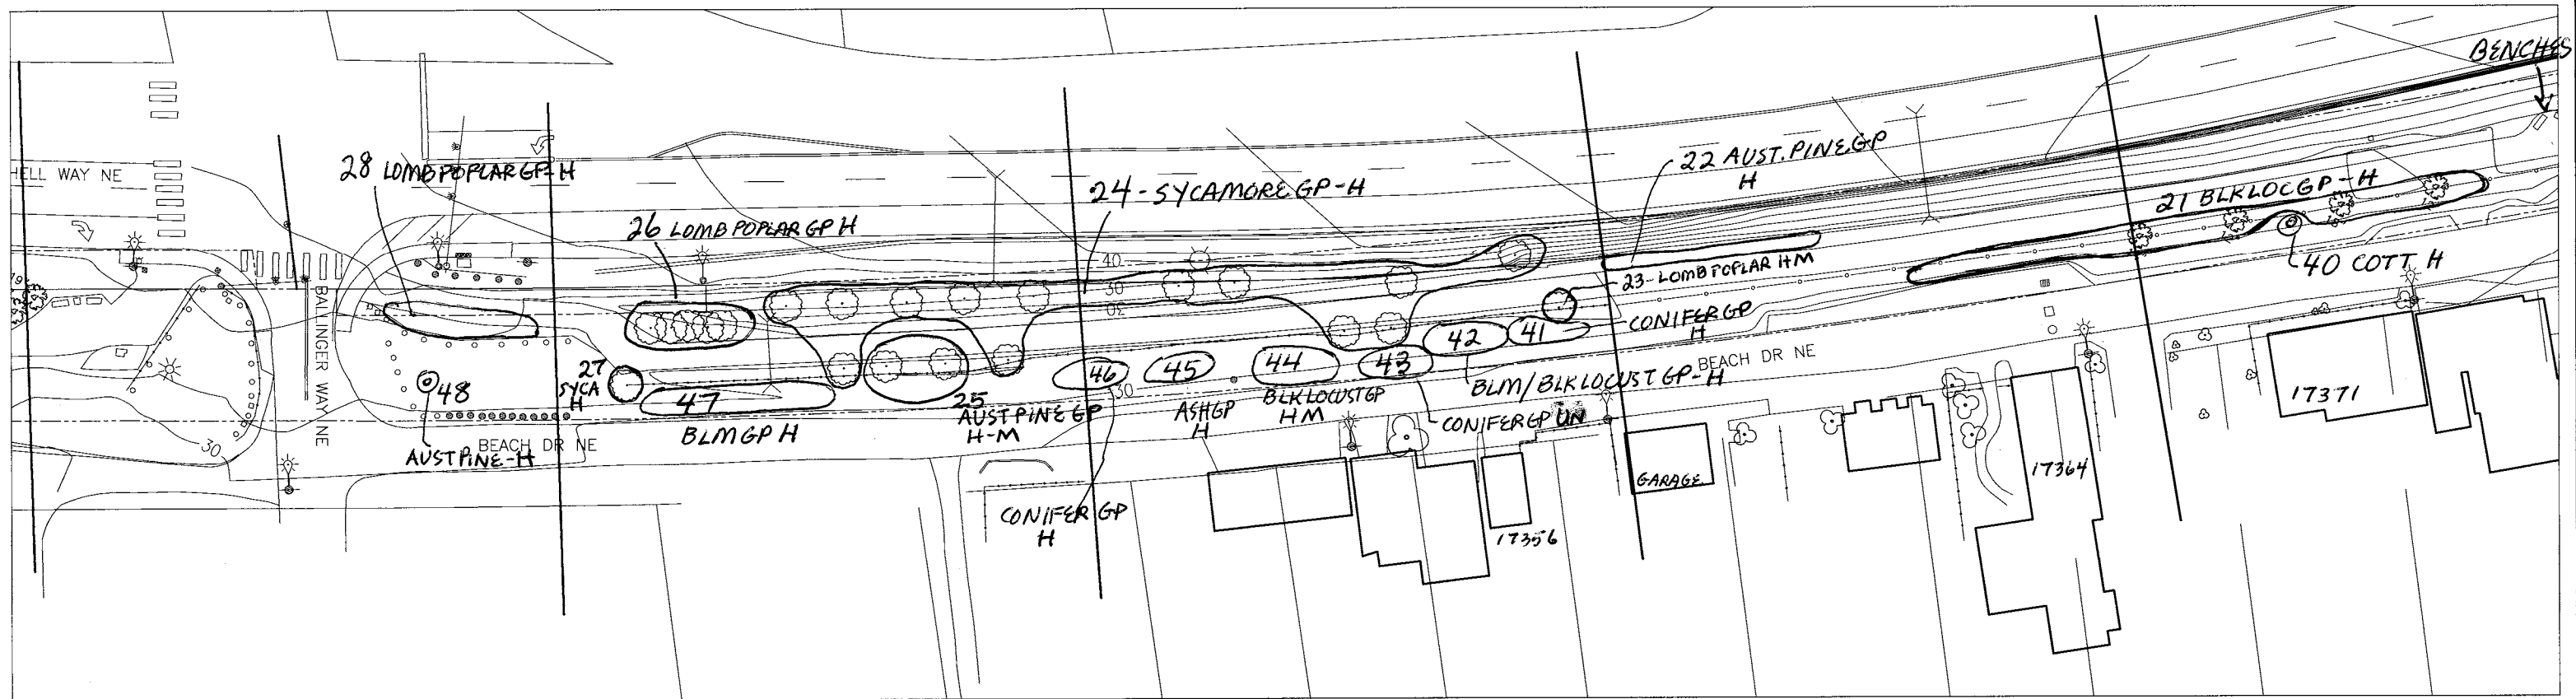 BENCHES
22 AUST. PINE GP
H
28 LOMB POPLAR GP-H
HELL WAY NE
24 - SYCAMORE GP-H
21 BLK LOC GP-H
26 LOMB POPLAR GP H
40
23- LOMB POPLAR HM
40 COTT H
30
CONIFER GP
H
42
41
BALLINGER WAY NE
27
SYCA
H
48
47
25
AUST PINE GP
H-M
46
45
44
43
30
BEACH DR NE
BLM/BLK LOCUST GP-H
ASH GP
H
BLK LOCUST GP
HM
CONIFER GP UN
BLM GP H
BEACH DR NE
AUST PINE-H
30
17371
17364
GARAGE
CONIFER GP
H
17356